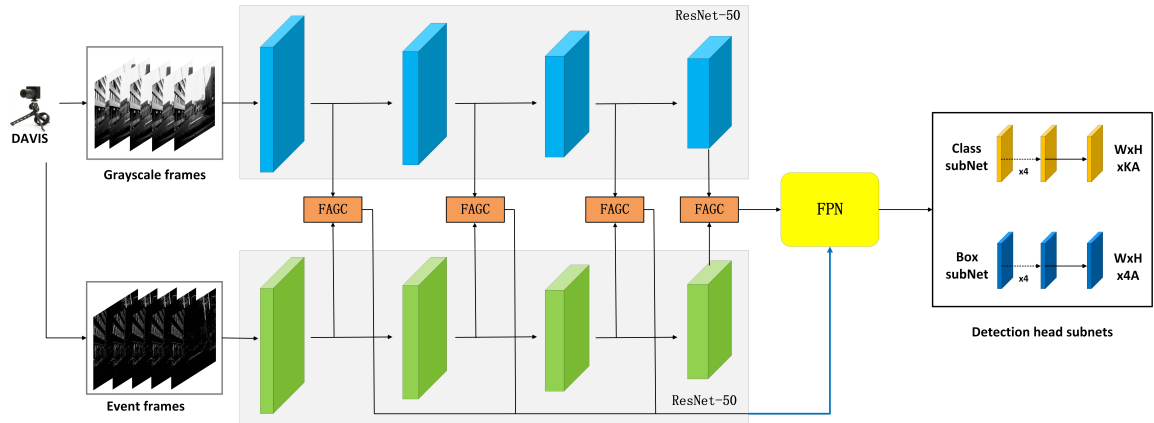 ResNet-50
DAVIS
Grayscale frames
FAGC
FAGC
FAGC
FAGC
FPN
Class
subNet
x4
WxH
xKA
Box
subNet
x4
WxH
x4A
Detection head subnets
Event frames
ResNet-50